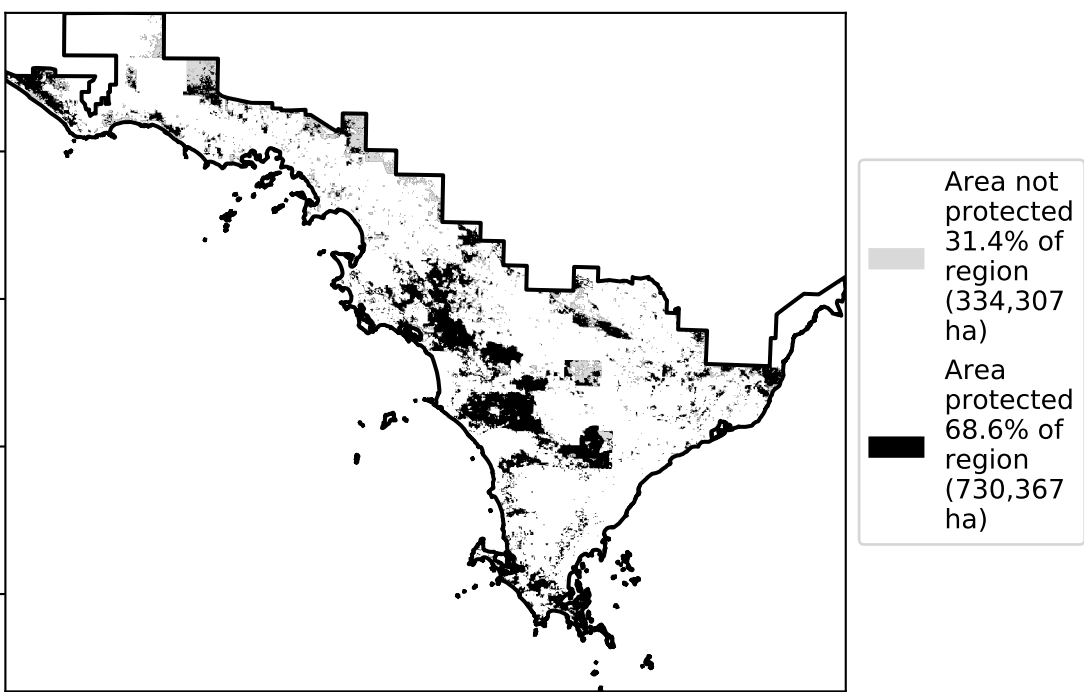 Area not
protected
31.4% of
region
(334,307
ha)
Area
protected
68.6% of
region
(730,367
ha)